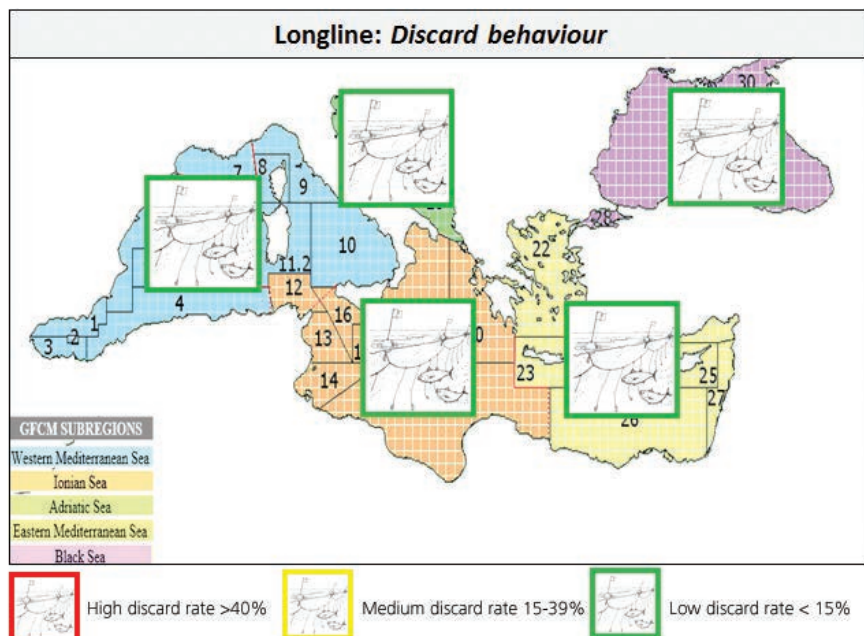 Longline: Discard behaviour
30
7
8
9
28
22
10
11.2
12
4
16
1
13
3
2
1
0
14
23
25
27
26
GFCM SUBREGIONS
Western Mediterranean Sea
Ionian Sea
Adriatic Sea
Eastern Mediterranean Sea
Black Sea
High discard rate >40%
Medium discard rate 15-39%
Low discard rate < 15%